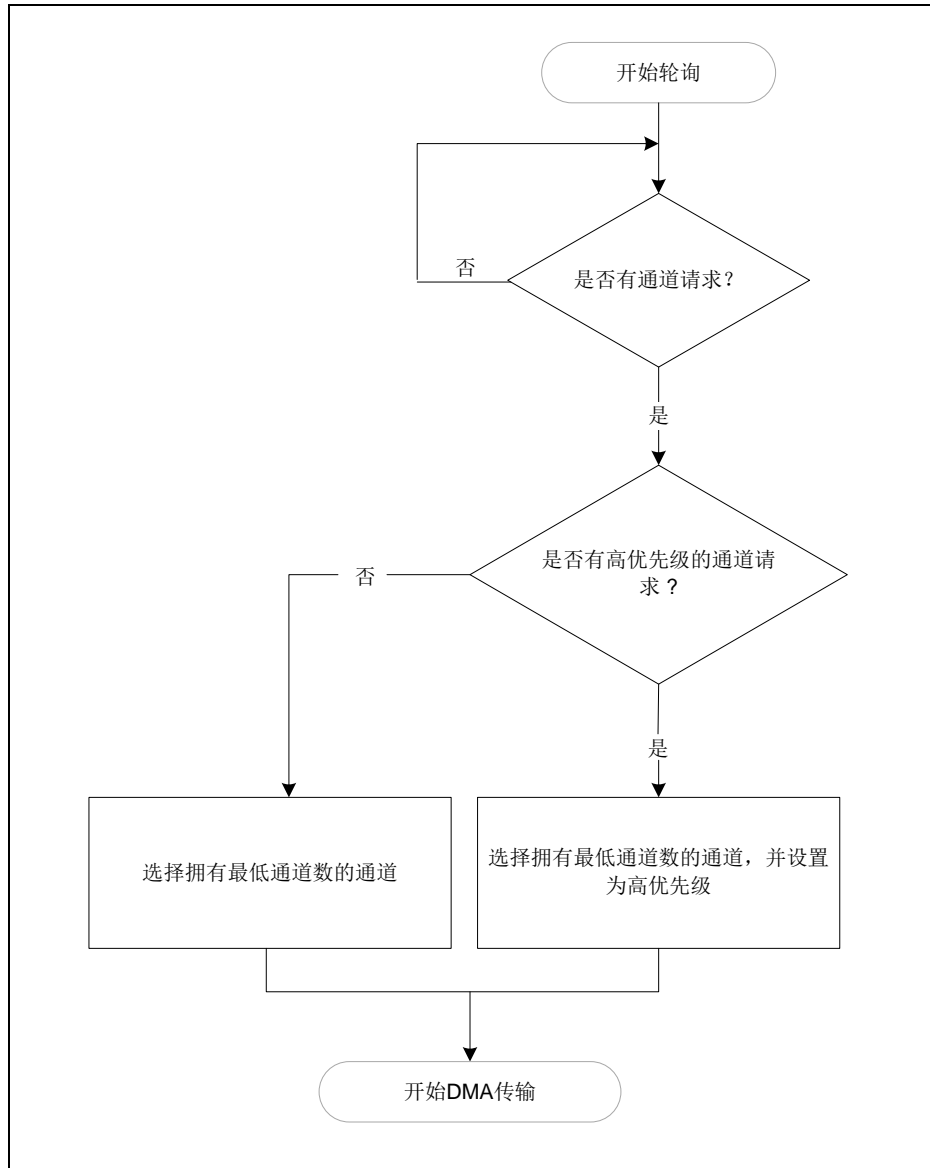 开始轮询
否
是否有通道请求？
是
是否有高优先级的通道请
求 ?
否
是
选择拥有最低通道数的通道
选择拥有最低通道数的通道，并设置
为高优先级
开始DMA传输